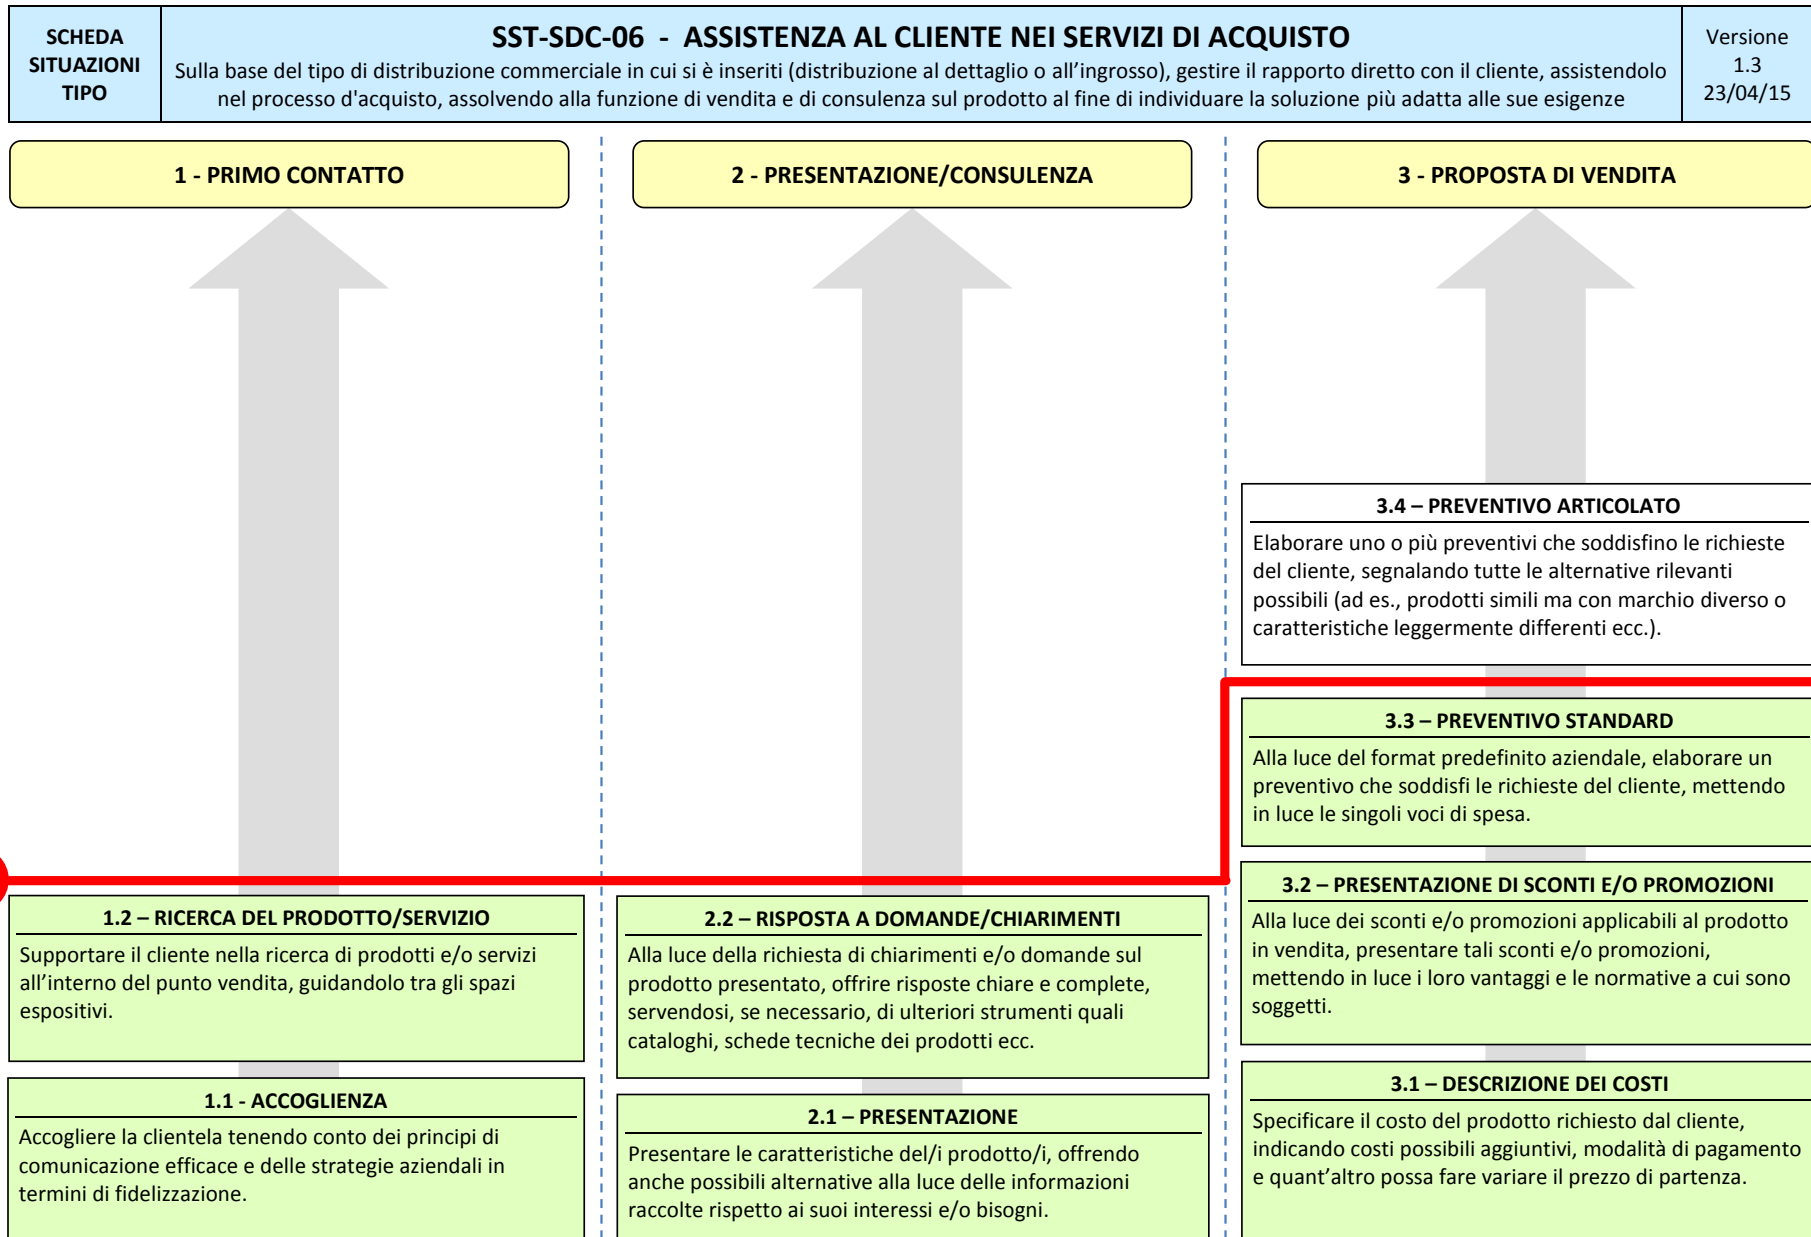 SCHEDA
SITUAZIONI
TIPO
SST-SDC-06 - ASSISTENZA AL CLIENTE NEI SERVIZI DI ACQUISTO
Sulla base del tipo di distribuzione commerciale in cui si è inseriti (distribuzione al dettaglio o all’ingrosso), gestire il rapporto diretto con il cliente, assistendolo
nel processo d'acquisto, assolvendo alla funzione di vendita e di consulenza sul prodotto al fine di individuare la soluzione più adatta alle sue esigenze
Versione
1.3
23/04/15
1 - PRIMO CONTATTO
2 - PRESENTAZIONE/CONSULENZA
3 - PROPOSTA DI VENDITA
3.4 – PREVENTIVO ARTICOLATO
Elaborare uno o più preventivi che soddisfino le richieste
del cliente, segnalando tutte le alternative rilevanti
possibili (ad es., prodotti simili ma con marchio diverso o
caratteristiche leggermente differenti ecc.).
3.3 – PREVENTIVO STANDARD
Alla luce del format predefinito aziendale, elaborare un
preventivo che soddisfi le richieste del cliente, mettendo
in luce le singoli voci di spesa.
1.2 – RICERCA DEL PRODOTTO/SERVIZIO
Supportare il cliente nella ricerca di prodotti e/o servizi
all’interno del punto vendita, guidandolo tra gli spazi
espositivi.
2.2 – RISPOSTA A DOMANDE/CHIARIMENTI
Alla luce della richiesta di chiarimenti e/o domande sul
prodotto presentato, offrire risposte chiare e complete,
servendosi, se necessario, di ulteriori strumenti quali
cataloghi, schede tecniche dei prodotti ecc.
3.2 – PRESENTAZIONE DI SCONTI E/O PROMOZIONI
Alla luce dei sconti e/o promozioni applicabili al prodotto
in vendita, presentare tali sconti e/o promozioni,
mettendo in luce i loro vantaggi e le normative a cui sono
soggetti.
1.1 - ACCOGLIENZA
Accogliere la clientela tenendo conto dei principi di
comunicazione efficace e delle strategie aziendali in
termini di fidelizzazione.
2.1 – PRESENTAZIONE
Presentare le caratteristiche del/i prodotto/i, offrendo
anche possibili alternative alla luce delle informazioni
raccolte rispetto ai suoi interessi e/o bisogni.
3.1 – DESCRIZIONE DEI COSTI
Specificare il costo del prodotto richiesto dal cliente,
indicando costi possibili aggiuntivi, modalità di pagamento
e quant’altro possa fare variare il prezzo di partenza.